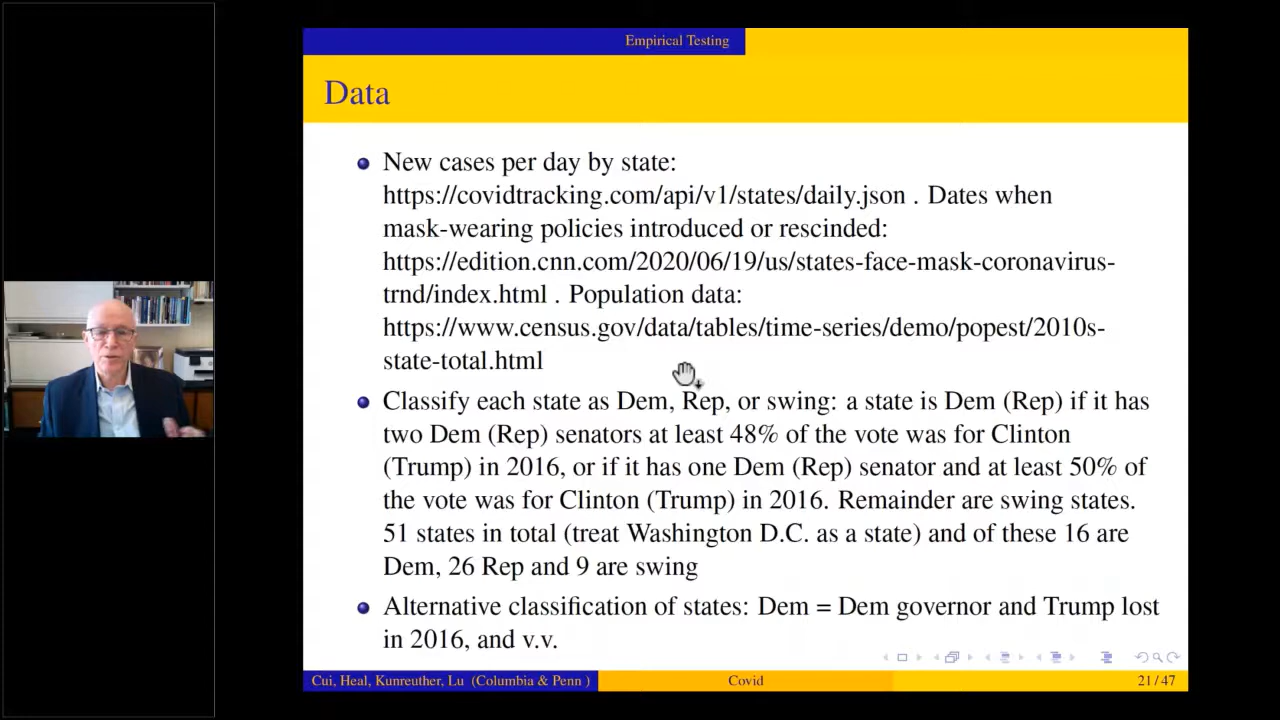 Empirical Testing
Data
New cases per day by state:
https://covidtracking.com/api/v1/states/daily.json . Dates when
mask-wearing policies introduced or rescinded:
https://edition.cnn.com/2020/06/19/us/states-face-mask-coronavirus-
trnd/index.html . Population data:
https://www.census.gov/data/tables/time-series/demo/popest/2010s-
state-total.html
Classify each state as Dem, Rep, or swing: a state is Dem (Rep) if it has
two Dem (Rep) senators at least 48% of the vote was for Clinton
(Trump) in 2016, or if it has one Dem (Rep) senator and at least 50% of
the vote was for Clinton (Trump) in 2016. Remainder are swing states.
51 states in total (treat Washington D.C. as a state) and of these 16 are
Dem, 26 Rep and 9 are swing
Alternative classification of states: Dem = Dem governor and Trump lost
in 2016, and v.v.
Cui, Heal, Kunreuther, Lu (Columbia & Penn )
Covid
21 / 47